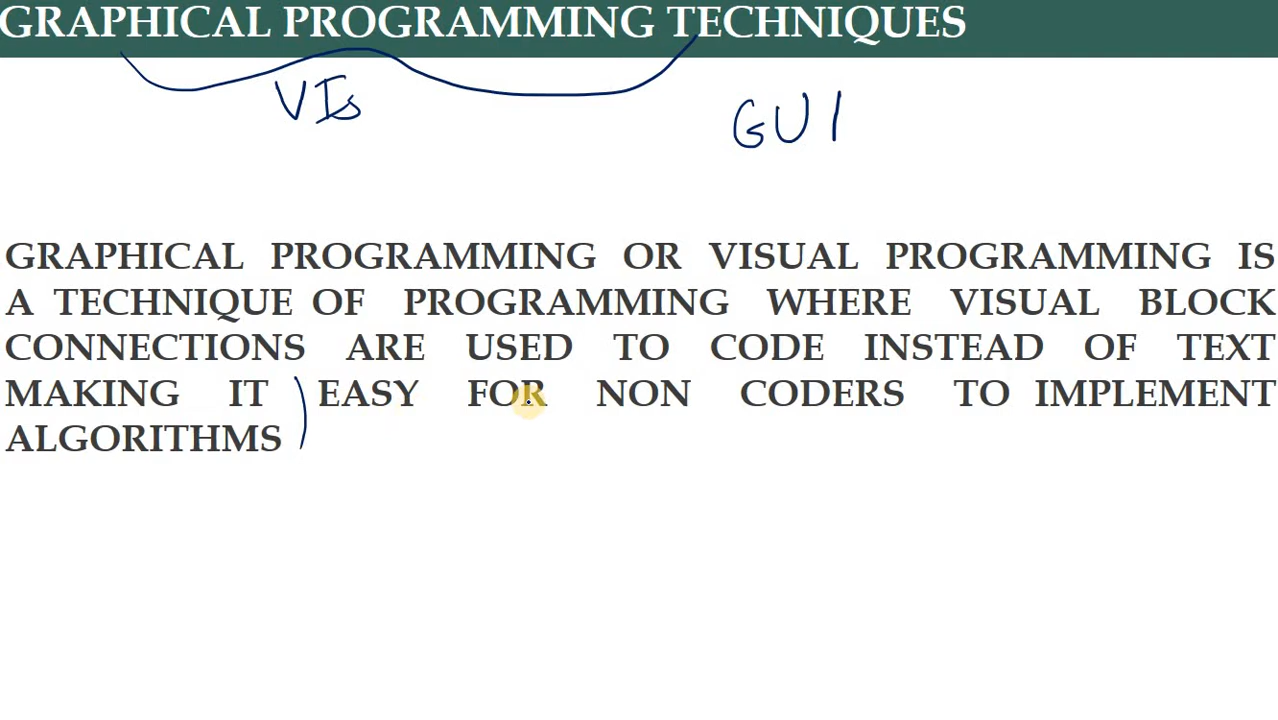 GRAPHICAL PROGRAMMING TECHNIQUES
VIs
GUI
GRAPHICAL PROGRAMMING OR VISUAL PROGRAMMING IS
A TECHNIQUE OF PROGRAMMING WHERE VISUAL BLOCK
CONNECTIONS ARE USED TO CODE INSTEAD OF TEXT
MAKING IT EASY FOR NON CODERS TO IMPLEMENT
ALGORITHMS